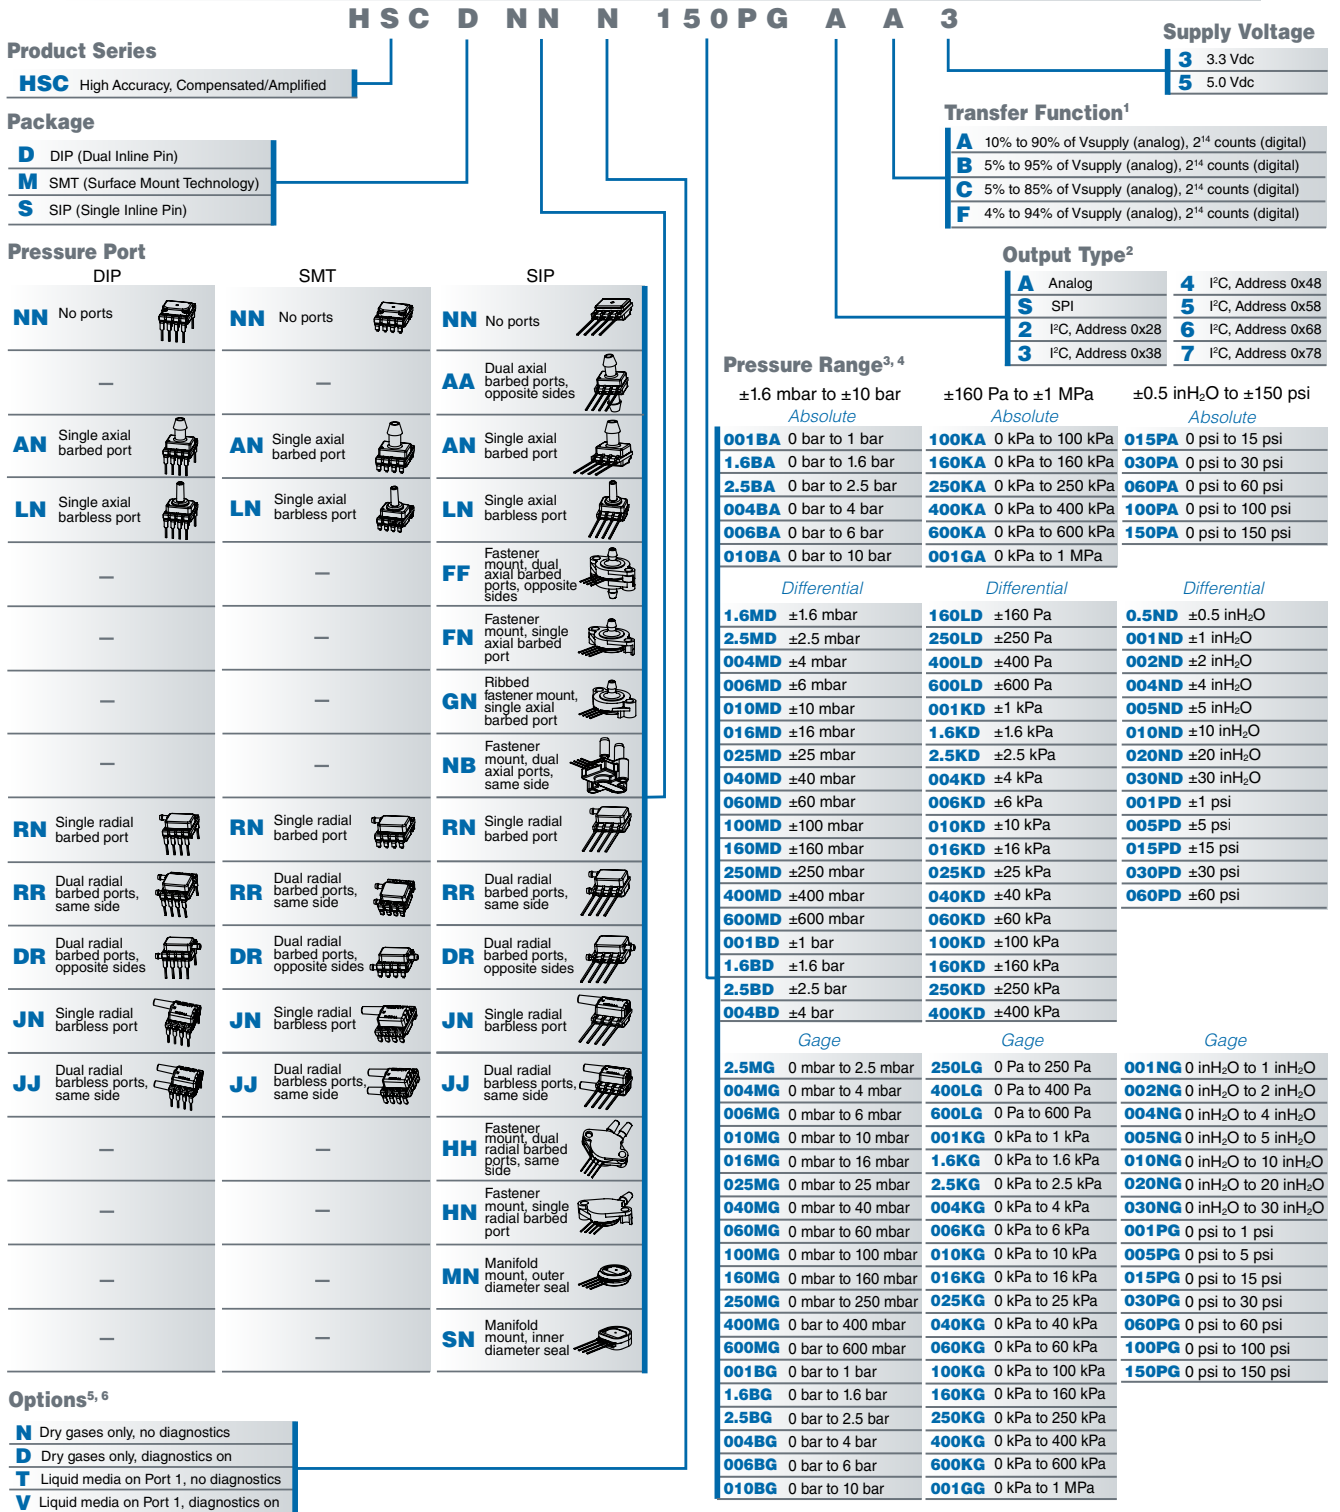 HSC D NN N 150PG A A 3
Product Series
HSC High Accuracy, Compensated/Amplified
Package
D DIP (Dual Inline Pin)
M SMT (Surface Mount Technology)
S SIP (Single Inline Pin)
Supply Voltage
3 3.3 Vdc
5 5.0 Vdc
Transfer Function¹
A 10% to 90% of Vsupply (analog), 2¹⁴ counts (digital)
B 5% to 95% of Vsupply (analog), 2¹⁴ counts (digital)
C 5% to 85% of Vsupply (analog), 2¹⁴ counts (digital)
F 4% to 94% of Vsupply (analog), 2¹⁴ counts (digital)
Output Type²
A Analog
S SPI
2 I²C, Address 0x28
3 I²C, Address 0x38
4 I²C, Address 0x48
5 I²C, Address 0x58
6 I²C, Address 0x68
7 I²C, Address 0x78
Pressure Port
DIP
NN No ports
–
AN Single axial
barbed port
LN Single axial
barbless port
–
–
–
–
RN Single radial
barbed port
RR Dual radial
barbed ports,
same side
DR Dual radial
barbed ports,
opposite sides
JN Single radial
barbless port
JJ Dual radial
barbless ports,
same side
–
–
–
–
SMT
NN No ports
–
AN Single axial
barbed port
LN Single axial
barbless port
–
–
–
–
RN Single radial
barbed port
RR Dual radial
barbed ports,
same side
DR Dual radial
barbed ports,
opposite sides
JN Single radial
barbless port
JJ Dual radial
barbless ports,
same side
–
–
–
–
SIP
NN No ports
AA Dual axial
barbed ports,
opposite sides
AN Single axial
barbed port
LN Single axial
barbless port
FF Fastener
mount, dual
axial barbed
ports, opposite
sides
FN Fastener
mount, single
axial barbed
port
GN Ribbed
fastener mount,
single axial
barbed port
NB Fastener
mount, dual
axial ports,
same side
RN Single radial
barbed port
RR Dual radial
barbed ports,
same side
DR Dual radial
barbed ports,
opposite sides
JN Single radial
barbless port
JJ Dual radial
barbless ports,
same side
HH Fastener
mount, dual
radial barbed
ports, same
side
HN Fastener
mount, single
radial barbed
port
MN Manifold
mount, outer
diameter seal
SN Manifold
mount, inner
diameter seal
Options⁵˒ ⁶
N Dry gases only, no diagnostics
D Dry gases only, diagnostics on
T Liquid media on Port 1, no diagnostics
V Liquid media on Port 1, diagnostics on
Pressure Range³˒ ⁴
±1.6 mbar to ±10 bar
Absolute
001BA 0 bar to 1 bar
1.6BA 0 bar to 1.6 bar
2.5BA 0 bar to 2.5 bar
004BA 0 bar to 4 bar
006BA 0 bar to 6 bar
010BA 0 bar to 10 bar
Differential
1.6MD ±1.6 mbar
2.5MD ±2.5 mbar
004MD ±4 mbar
006MD ±6 mbar
010MD ±10 mbar
016MD ±16 mbar
025MD ±25 mbar
040MD ±40 mbar
060MD ±60 mbar
100MD ±100 mbar
160MD ±160 mbar
250MD ±250 mbar
400MD ±400 mbar
600MD ±600 mbar
001BD ±1 bar
1.6BD ±1.6 bar
2.5BD ±2.5 bar
004BD ±4 bar
Gage
2.5MG 0 mbar to 2.5 mbar
004MG 0 mbar to 4 mbar
006MG 0 mbar to 6 mbar
010MG 0 mbar to 10 mbar
016MG 0 mbar to 16 mbar
025MG 0 mbar to 25 mbar
040MG 0 mbar to 40 mbar
060MG 0 mbar to 60 mbar
100MG 0 mbar to 100 mbar
160MG 0 mbar to 160 mbar
250MG 0 mbar to 250 mbar
400MG 0 bar to 400 mbar
600MG 0 bar to 600 mbar
001BG 0 bar to 1 bar
1.6BG 0 bar to 1.6 bar
2.5BG 0 bar to 2.5 bar
004BG 0 bar to 4 bar
006BG 0 bar to 6 bar
010BG 0 bar to 10 bar
±160 Pa to ±1 MPa
Absolute
100KA 0 kPa to 100 kPa
160KA 0 kPa to 160 kPa
250KA 0 kPa to 250 kPa
400KA 0 kPa to 400 kPa
600KA 0 kPa to 600 kPa
001GA 0 kPa to 1 MPa
Differential
160LD ±160 Pa
250LD ±250 Pa
400LD ±400 Pa
600LD ±600 Pa
001KD ±1 kPa
1.6KD ±1.6 kPa
2.5KD ±2.5 kPa
004KD ±4 kPa
006KD ±6 kPa
010KD ±10 kPa
016KD ±16 kPa
025KD ±25 kPa
040KD ±40 kPa
060KD ±60 kPa
100KD ±100 kPa
160KD ±160 kPa
250KD ±250 kPa
400KD ±400 kPa
Gage
250LG 0 Pa to 250 Pa
400LG 0 Pa to 400 Pa
600LG 0 Pa to 600 Pa
001KG 0 kPa to 1 kPa
1.6KG 0 kPa to 1.6 kPa
2.5KG 0 kPa to 2.5 kPa
004KG 0 kPa to 4 kPa
006KG 0 kPa to 6 kPa
010KG 0 kPa to 10 kPa
016KG 0 kPa to 16 kPa
025KG 0 kPa to 25 kPa
040KG 0 kPa to 40 kPa
060KG 0 kPa to 60 kPa
100KG 0 kPa to 100 kPa
160KG 0 kPa to 160 kPa
250KG 0 kPa to 250 kPa
400KG 0 kPa to 400 kPa
600KG 0 kPa to 600 kPa
001GG 0 kPa to 1 MPa
±0.5 inH₂O to ±150 psi
Absolute
015PA 0 psi to 15 psi
030PA 0 psi to 30 psi
060PA 0 psi to 60 psi
100PA 0 psi to 100 psi
150PA 0 psi to 150 psi
Differential
0.5ND ±0.5 inH₂O
001ND ±1 inH₂O
002ND ±2 inH₂O
004ND ±4 inH₂O
005ND ±5 inH₂O
010ND ±10 inH₂O
020ND ±20 inH₂O
030ND ±30 inH₂O
001PD ±1 psi
005PD ±5 psi
015PD ±15 psi
030PD ±30 psi
060PD ±60 psi
Gage
001NG 0 inH₂O to 1 inH₂O
002NG 0 inH₂O to 2 inH₂O
004NG 0 inH₂O to 4 inH₂O
005NG 0 inH₂O to 5 inH₂O
010NG 0 inH₂O to 10 inH₂O
020NG 0 inH₂O to 20 inH₂O
030NG 0 inH₂O to 30 inH₂O
001PG 0 psi to 1 psi
005PG 0 psi to 5 psi
015PG 0 psi to 15 psi
030PG 0 psi to 30 psi
060PG 0 psi to 60 psi
100PG 0 psi to 100 psi
150PG 0 psi to 150 psi